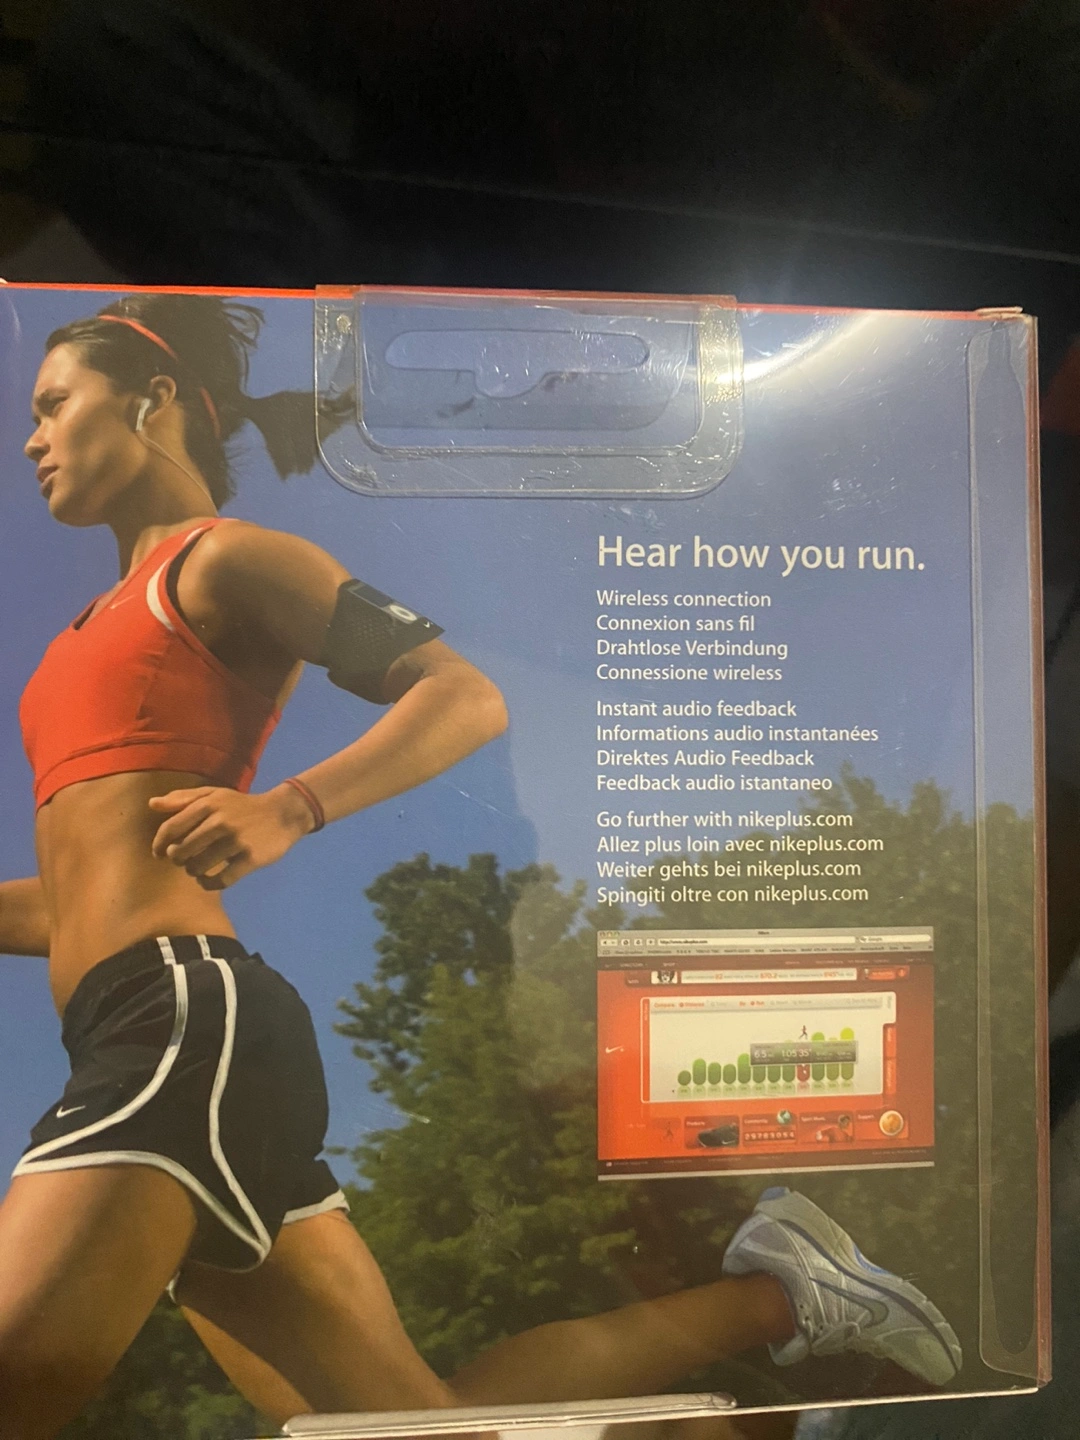 Hear how you run.
Wireless connection
Connexion sans fil
Drahtlose Verbindung
Connessione wireless
Instant audio feedback
Informations audio instantanées
Direktes Audio Feedback
Feedback audio istantaneo
Go further with nikeplus.com
Allez plus loin avec nikeplus.com
Weiter gehts bei nikeplus.com
Spingiti oltre con nikeplus.com